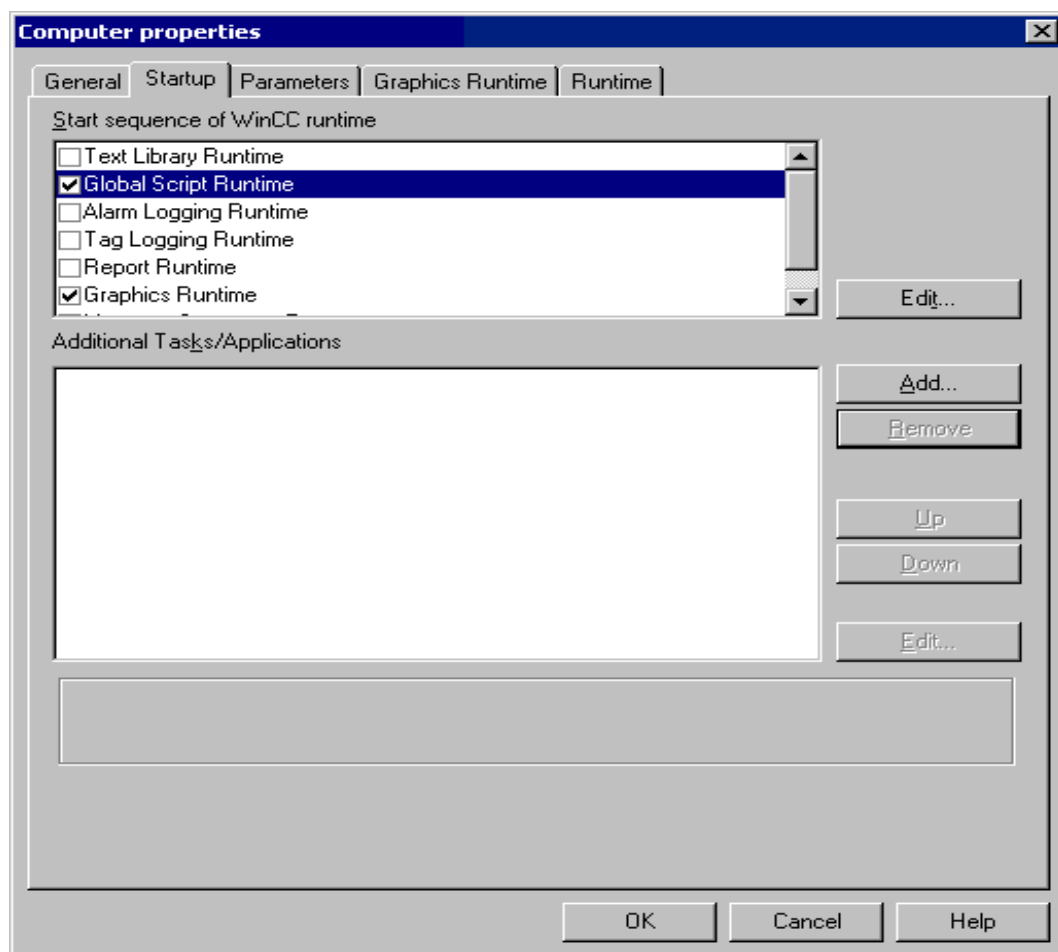 Computer properties
General Startup Parameters Graphics Runtime Runtime
Start sequence of WinCC runtime
Text Library Runtime
Global Script Runtime
Alarm Logging Runtime
Tag Logging Runtime
Report Runtime
Graphics Runtime
Edit...
Additional Tasks/Applications
Add...
Remove
Up
Down
Edit...
OK Cancel Help